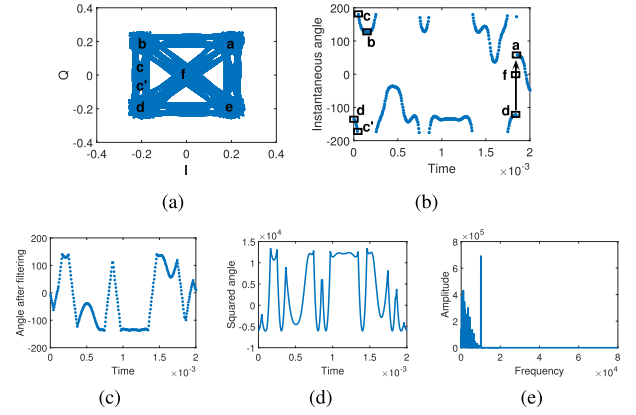 0.4
0.2
0
-0.2
-0.4
Q
b
a
c
f
c'
d
e
-0.4
-0.2
0
0.2
0.4
I
(a)
200
100
0
-100
-200
Instantaneous angle
c
b
a
f
d
d
c'
0
0.5
1
1.5
2
Time
×10⁻³
(b)
200
100
0
-100
-200
Angle after filtering
0
0.5
1
1.5
2
Time
×10⁻³
(c)
×10⁴
1.5
1
0.5
0
-0.5
-1
Squared angle
0
0.5
1
1.5
2
Time
×10⁻³
(d)
×10⁵
8
6
4
2
0
Amplitude
0
2
4
6
8
Frequency
×10⁴
(e)